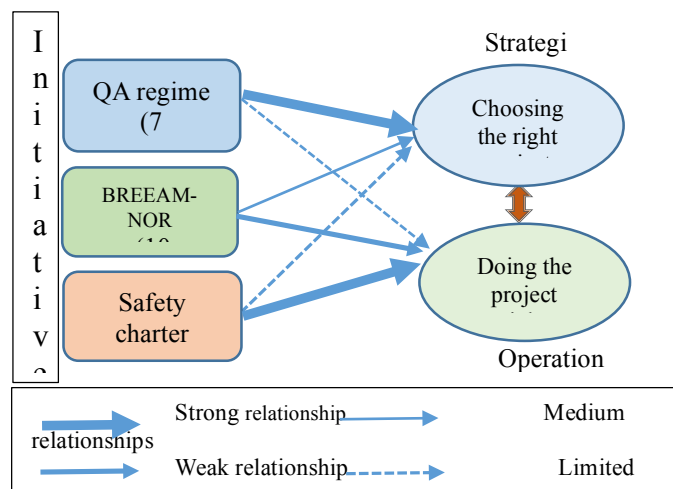 Initiative
Strategi
QA regime
(7
Choosing
the right
BREEAM-
NOR
Doing the
project
Safety
charter
Operation
Strong relationship
Medium
relationships
Weak relationship
Limited